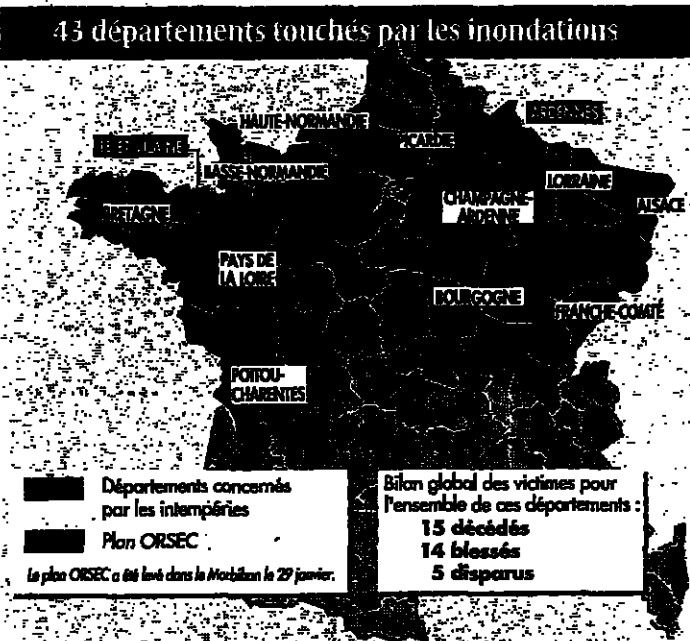 43 départements touchés par les inondations
HAUTE-NORMANDIE
ARDENNES
PICARDIE
BASSE-NORMANDIE
LORRAINE
CHAMPAGNE-
ARDENNE
ALSACE
BRETAGNE
PAYS DE
LA LOIRE
BOURGOGNE
FRANCHE-COMTÉ
POITOU-
CHARENTES
Départements concernés
par les intempéries
Plan ORSEC
Le plan ORSEC a été levé dans le Morbihan le 29 janvier.
Bilan global des victimes pour
l'ensemble de ces départements :
15 décédés
14 blessés
5 disparus